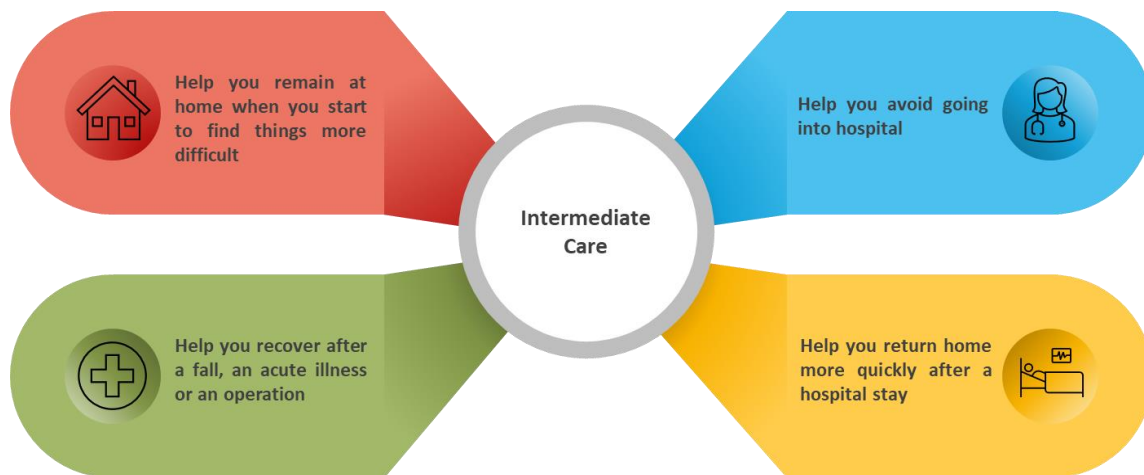 Help you remain at
home when you start
to find things more
difficult
Help you avoid going
into hospital
Intermediate
Care
Help you recover after
a fall, an acute illness
or an operation
Help you return home
more quickly after a
hospital stay